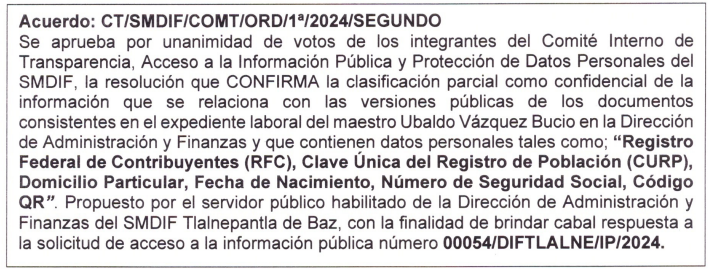 Acuerdo: CT/SMDIF/COMT/ORD/1ª/2024/SEGUNDO
Se aprueba por unanimidad de votos de los integrantes del Comité Interno de
Transparencia, Acceso a la Información Pública y Protección de Datos Personales del
SMDIF, la resolución que CONFIRMA la clasificación parcial como confidencial de la
información que se relaciona con las versiones públicas de los documentos
consistentes en el expediente laboral del maestro Ubaldo Vázquez Bucio en la Dirección
de Administración y Finanzas y que contienen datos personales tales como; “Registro
Federal de Contribuyentes (RFC), Clave Única del Registro de Población (CURP),
Domicilio Particular, Fecha de Nacimiento, Número de Seguridad Social, Código
QR”. Propuesto por el servidor público habilitado de la Dirección de Administración y
Finanzas del SMDIF Tlalnepantla de Baz, con la finalidad de brindar cabal respuesta a
la solicitud de acceso a la información pública número 00054/DIFTLALNE/IP/2024.